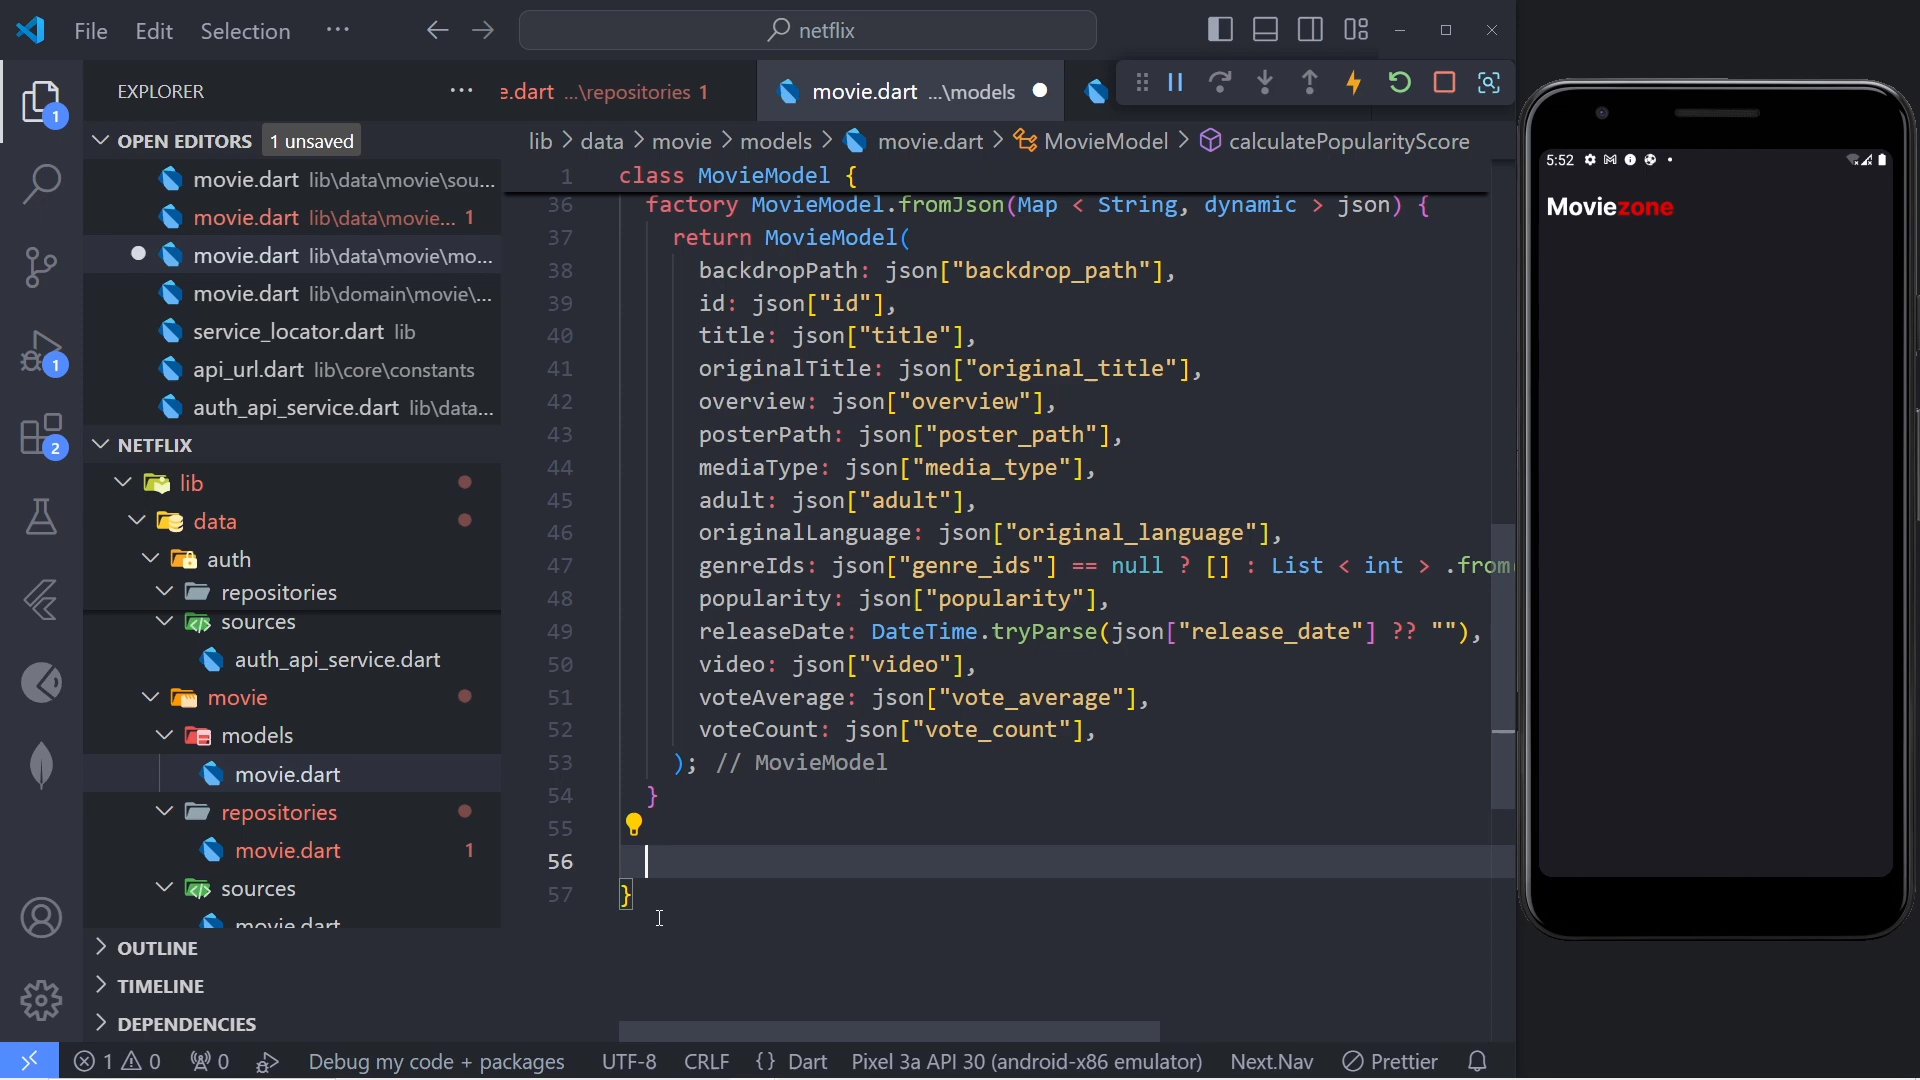 File Edit Selection ··· netflix
EXPLORER ···
OPEN EDITORS 1 unsaved
movie.dart lib\data\movie\sou...
movie.dart lib\data\movie... 1
movie.dart lib\data\movie\mo...
movie.dart lib\domain\movie\...
service_locator.dart lib
api_url.dart lib\core\constants
auth_api_service.dart lib\data...
NETFLIX
lib
data
auth
repositories
sources
auth_api_service.dart
movie
models
movie.dart
repositories
movie.dart 1
sources
movie.dart
OUTLINE
TIMELINE
DEPENDENCIES
1
1
2
e.dart ...\repositories 1 movie.dart ...\models
lib > data > movie > models > movie.dart > MovieModel > calculatePopularityScore
1 class MovieModel {
36 factory MovieModel.fromJson(Map < String, dynamic > json) {
37 return MovieModel(
38 backdropPath: json["backdrop_path"],
39 id: json["id"],
40 title: json["title"],
41 originalTitle: json["original_title"],
42 overview: json["overview"],
43 posterPath: json["poster_path"],
44 mediaType: json["media_type"],
45 adult: json["adult"],
46 originalLanguage: json["original_language"],
47 genreIds: json["genre_ids"] == null ? [] : List < int > .from
48 popularity: json["popularity"],
49 releaseDate: DateTime.tryParse(json["release_date"] ?? ""),
50 video: json["video"],
51 voteAverage: json["vote_average"],
52 voteCount: json["vote_count"],
53 ); // MovieModel
54 }
55
56
57 }
5:52
Moviezone
1 0 0 Debug my code + packages UTF-8 CRLF {} Dart Pixel 3a API 30 (android-x86 emulator) Next.Nav Prettier